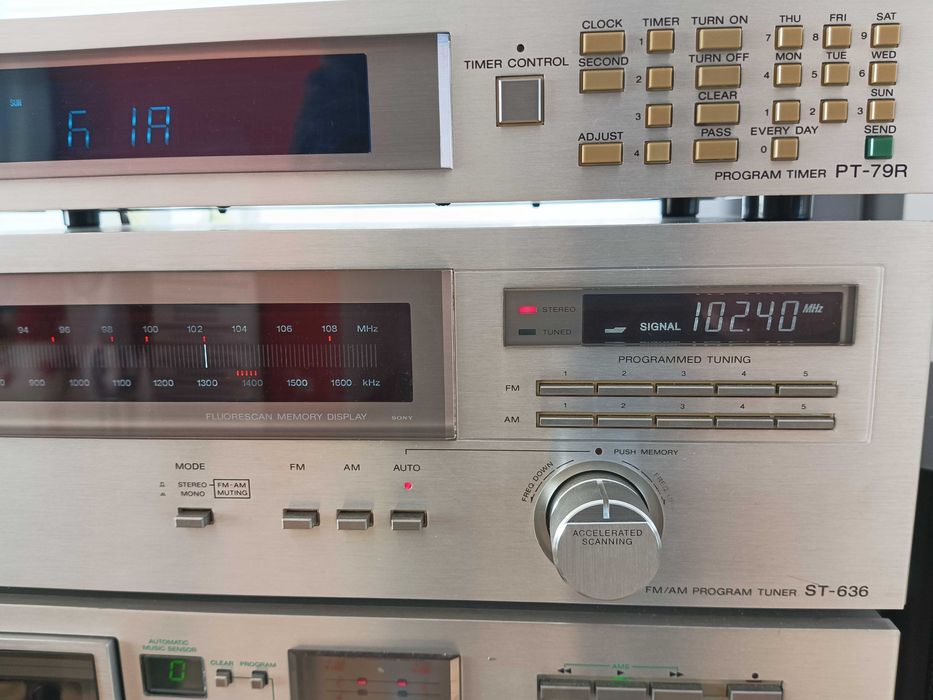 CLOCK TIMER TURN ON THU FRI SAT
1 7 8 9
TIMER CONTROL SECOND TURN OFF MON TUE WED
2 4 5 6
SUN
CLEAR SUN
3 1 2 3
ADJUST PASS EVERY DAY SEND
4 0
PROGRAM TIMER PT-79R
94 96 98 100 102 104 106 108 MHz
900 1000 1100 1200 1300 1400 1500 1600 kHz
FLUORESCAN MEMORY DISPLAY SONY
STEREO
TUNED
SIGNAL 102.40 MHz
PROGRAMMED TUNING
1 2 3 4 5
FM
1 2 3 4 5
AM
PUSH MEMORY
MODE FM AM AUTO
STEREO FM-AM
MONO MUTING
FREQ DOWN
ACCELERATED
SCANNING
FM/AM PROGRAM TUNER ST-636
AUTOMATIC
MUSIC SENSOR
0
CLEAR PROGRAM
AMS